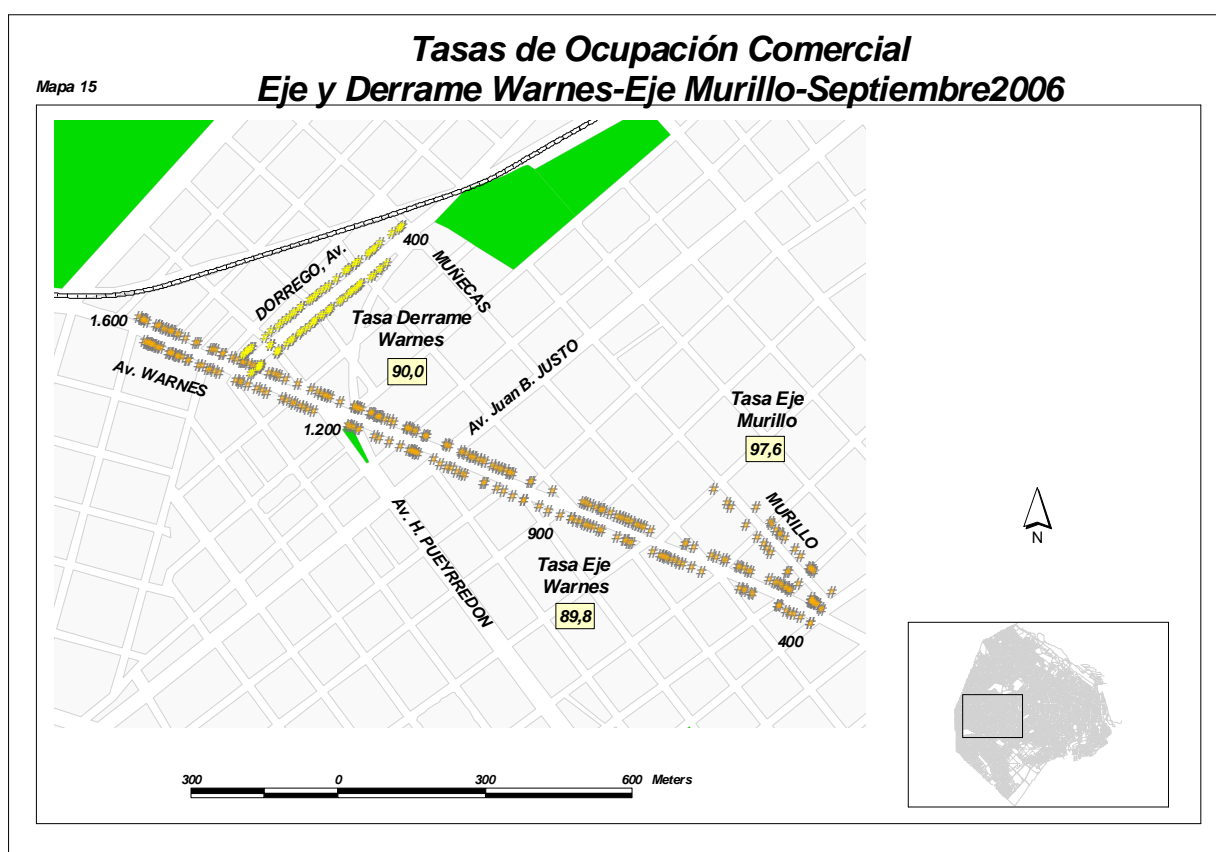 Tasas de Ocupación Comercial
Mapa 15
Eje y Derrame Warnes-Eje Murillo-Septiembre2006
DORREGO, Av.
400
MUÑECAS
1.600
Tasa Derrame
Warnes
90,0
Av. WARNES
Av. Juan B. JUSTO
Tasa Eje
Murillo
97,6
1.200
MURILLO
Av. H. PUEYRREDON
900
Tasa Eje
Warnes
89,8
400
N
300
0
300
600
Meters